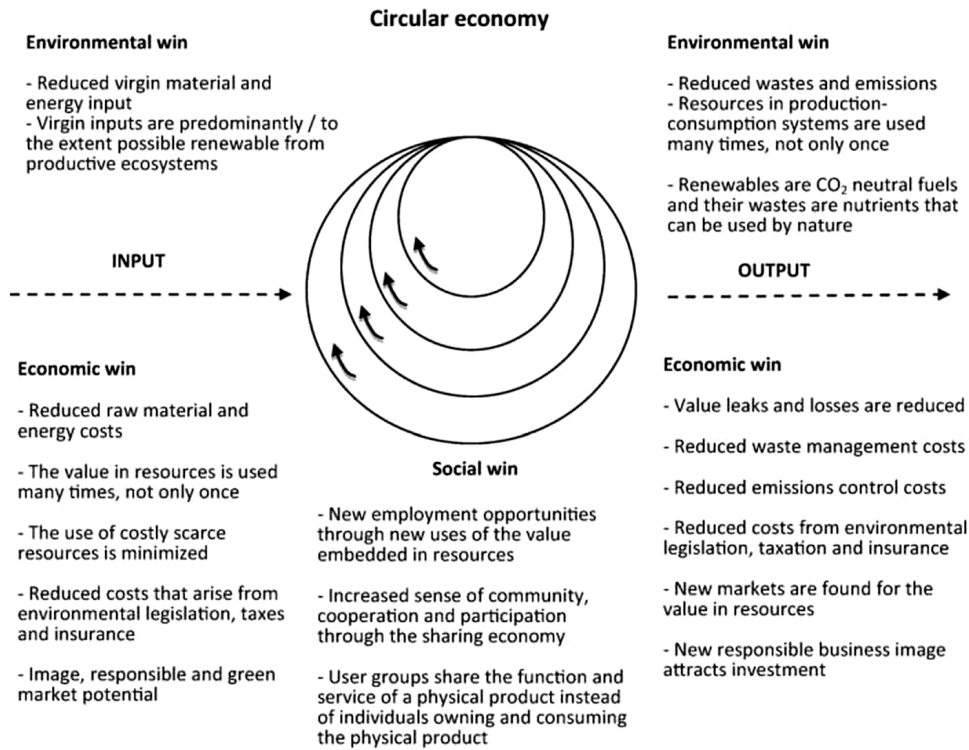 Circular economy
Environmental win
- Reduced virgin material and
energy input
- Virgin inputs are predominantly / to
the extent possible renewable from
productive ecosystems
INPUT
Economic win
- Reduced raw material and
energy costs
- The value in resources is used
many times, not only once
- The use of costly scarce
resources is minimized
- Reduced costs that arise from
environmental legislation, taxes
and insurance
- Image, responsible and green
market potential
Social win
- New employment opportunities
through new uses of the value
embedded in resources
- Increased sense of community,
cooperation and participation
through the sharing economy
- User groups share the function and
service of a physical product instead
of individuals owning and consuming
the physical product
Environmental win
- Reduced wastes and emissions
- Resources in production-
consumption systems are used
many times, not only once
- Renewables are CO₂ neutral fuels
and their wastes are nutrients that
can be used by nature
OUTPUT
Economic win
- Value leaks and losses are reduced
- Reduced waste management costs
- Reduced emissions control costs
- Reduced costs from environmental
legislation, taxation and insurance
- New markets are found for the
value in resources
- New responsible business image
attracts investment